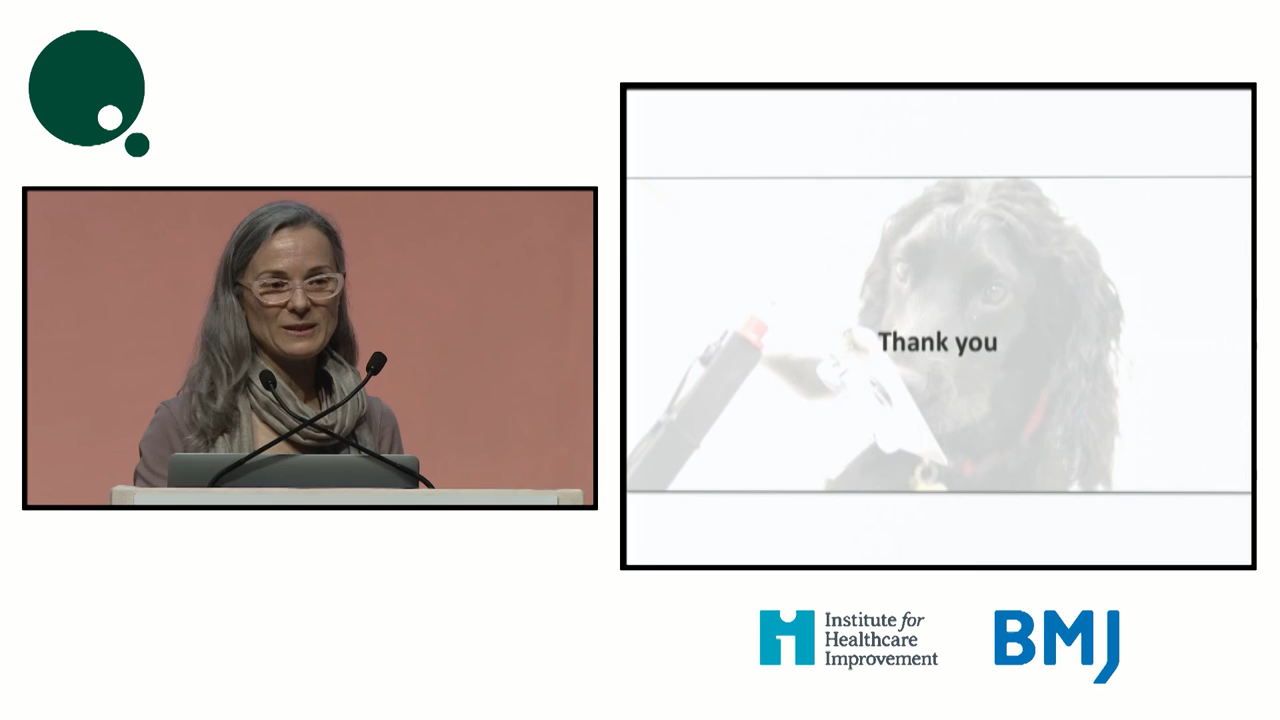 Thank you
Institute for
Healthcare
Improvement
BMJ